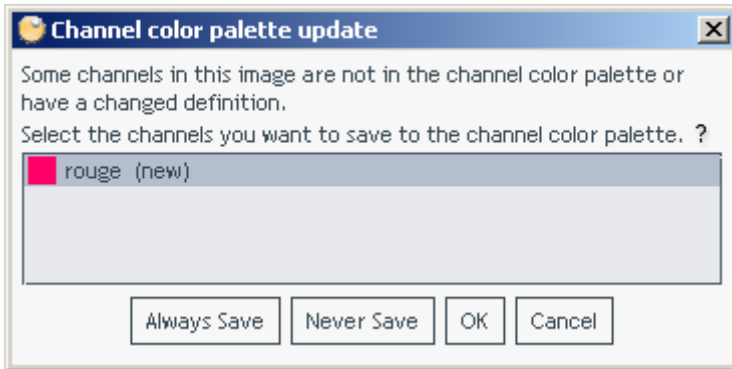 Channel color palette update
Some channels in this image are not in the channel color palette or
have a changed definition.
Select the channels you want to save to the channel color palette. ?
rouge (new)
Always Save Never Save OK Cancel